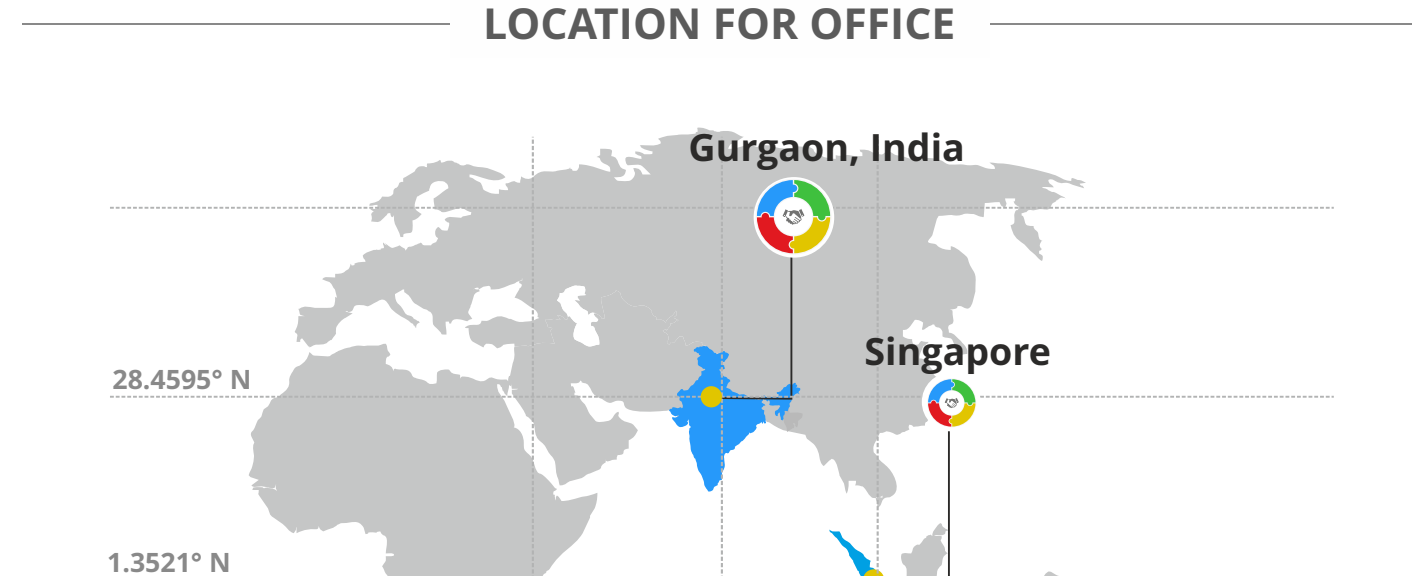 LOCATION FOR OFFICE
Gurgaon, India
Singapore
28.4595° N
1.3521° N